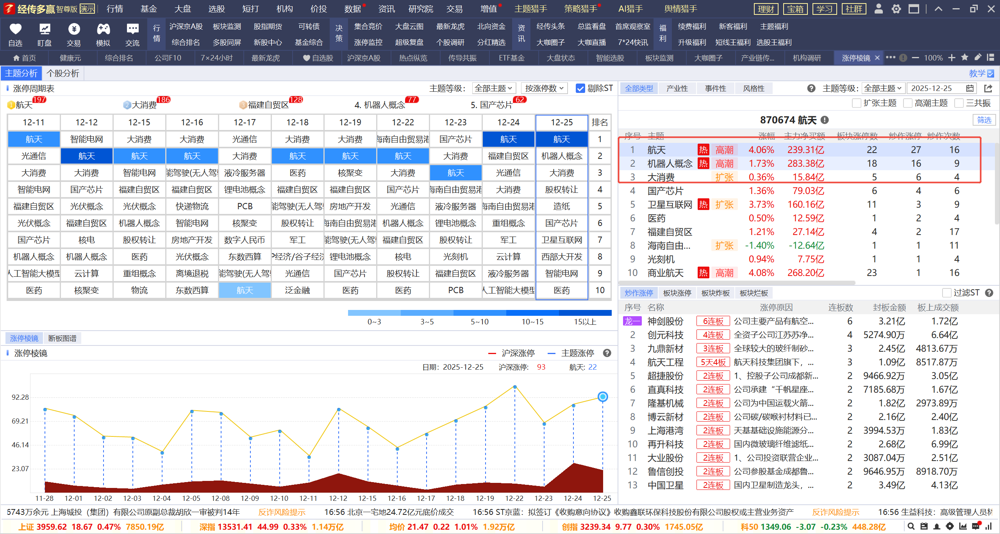 经传多赢 智尊版 演示 行情 基金 大盘 选股 短打 机构 价投 数据 资讯 研究院 交易 增值 主题猎手 策略猎手 AI猎手 舆情猎手 理财 宝箱 学习 社群
行情 沪深京A股 板块监测 股指期货 可转债 决策 集合竞价 大盘云图 最新龙虎 北向资金 资讯 经传头条 总监看盘 首席观察室 福利 续费福利 新客福利 主题福利
自选 盯盘 交易 模拟 交流 综合排名 多股同屏 新股中心 基金综合 涨停监控 超级复盘 个股调研 分红精选 大咖圈子 大咖直播 7*24快讯 升级福利 短线王福利 选股王福利
首页 健康元 综合排名 公司F10 7×24小时 最新龙虎 自选股 沪深京A股 热点纵览 传导共振 ETF基金 大盘状态 智能选股 板块监测 大咖圈子 产业链传... 机构调研 涨停棱镜 100%
主题分析 个股分析 教学
涨停周期表 主题等级： 全部主题 按涨停数 剔除ST
1 航天 197 2 大消费 186 3 福建自贸区 128 4. 机器人概念 77 5. 国产芯片 62
12-11 12-12 12-15 12-16 12-17 12-18 12-19 12-22 12-23 12-24 12-25 排名
航天 智能电网 大消费 大消费 光通信 大消费 大消费 海南自由贸易港 国产芯片 航天 航天 1
光通信 航天 航天 航天 大消费 航天 航天 航天 大消费 福建自贸区 机器人概念 2
大消费 大消费 智能电网 能驾驶(无人驾 液冷服务器 医药 核聚变 大消费 航天 光通信 大消费 3
智能电网 国产芯片 福建自贸区 福建自贸区 锂电池概念 福建自贸区 福建自贸区 国产芯片 海南自由贸易港 大消费 股权转让 4
福建自贸区 光伏概念 光伏概念 快递物流 PCB 能驾驶(无人驾 房地产开发 光通信 液冷服务器 海南自由贸易港 造纸 5
光伏概念 福建自贸区 机器人概念 智能电网 核聚变 股权转让 海南自由贸易港 机器人概念 锂电池概念 重组概念 国产芯片 6
国产芯片 核电 股权转让 房地产开发 数字人民币 军工 能驾驶(无人驾 福建自贸区 股权转让 军工 卫星互联网 7
机器人概念 机器人概念 医药 光伏概念 东数西算 P经济/谷子经济 锂电池概念 核电 光刻机 云计算 西部大开发 8
人工智能大模型 云计算 重组概念 离境退税 能驾驶(无人驾 光通信 国产芯片 股权转让 福建自贸区 液冷服务器 智能电网 9
医药 核聚变 物流 东数西算 航天 泛金融 医药 医药 PCB 人工智能大模型 医药 10
0~3 3~5 5~10 10~15 15以上
涨停棱镜 断板图谱
涨停棱镜 沪深涨停 主题涨停
日期：2025-12-25 沪深涨停: 93 航天: 22
92.28
69.21
46.14
23.07
11-28 12-01 12-02 12-03 12-04 12-05 12-08 12-09 12-10 12-11 12-12 12-15 12-16 12-17 12-18 12-19 12-22 12-23 12-24 12-25
全部类型 产业性 事件性 风格性 主题等级： 全部主题 2025-12-25
扩张主题 高潮主题 三共振
870674 航天 筛选
序号 主题 涨幅 主力净买额 板块涨停数 炒作涨停 炒作次数
1 航天 热 高潮 4.06% 239.31亿 22 27 16
2 机器人概念 热 高潮 1.73% 283.38亿 18 16 9
3 大消费 扩张 0.36% 15.84亿 5 6 4
4 国产芯片 1.36% 79.03亿 6 4 6
5 卫星互联网 热 扩张 3.73% 160.16亿 11 3 9
6 医药 0.50% 12.59亿 1 2 4
7 福建自贸区 1.21% 27.14亿 4 2 17
8 海南自由... 扩张 -1.40% -12.64亿 1 1 11
9 光刻机 0.94% 7.75亿 1 1 4
10 商业航天 热 高潮 4.08% 268.20亿 23 1 16
炒作涨停 板块涨停 板块炸板 板块烂板 过滤ST
序号 名称 涨停原因 连板数 封板金额 板上成交额
龙一 神剑股份 6连板 公司主要产品有航空... 6 3.21亿 1.72亿
2 创元科技 4连板 全资子公司江苏苏净... 4 5274.90万 6.64亿
3 九鼎新材 3连板 全球较大的玻纤制砂... 3 2.45亿 4813.67万
4 航天工程 5天4板 航天科技集团旗下，... 3 1.09亿 8517.87万
5 超捷股份 2连板 1、控股子公司成都新... 2 9466.92万 3.05亿
6 直真科技 2连板 公司承建“千帆星座... 2 7185.68万 1.67亿
7 隆基机械 2连板 公司为中国运载火箭... 2 1.82亿 2973.89万
8 博云新材 2连板 公司碳/碳喉衬材料已... 2 2.16亿 2.40亿
9 上海港湾 2连板 天基基础设施能源分... 2 3994.53万 1.83亿
10 再升科技 2连板 国内微玻璃纤维滤纸... 2 2.68亿 6.99亿
11 大业股份 2连板 1、公司投资联营企业... 2 3087.04万 2.51亿
12 鲁信创投 2连板 公司参股基金成都鲁... 2 9646.95万 8918.70万
13 中国卫星 2连板 国内卫星制造龙头，... 2 3.49亿 4.13亿
6743万余元 上海城投（集团）有限公司原副总裁胡欣一审被判14年 反诈风险提示 16:56 北京一宅地24.72亿元底价成交 16:56 ST京蓝：拟签订《收购意向协议》收购鑫联环保科技股份有限公司股权或主营业务资产 反诈风险提示 16:56 生益科技：高级管理人员林
上证 3959.62 18.67 0.47% 7850.19亿 深指 13531.41 44.99 0.33% 1.14万亿 均价 21.47 0.22 1.01% 1.92万亿 创指 3239.34 9.77 0.30% 1745.05亿 科50 1349.06 -3.07 -0.23% 448.28亿